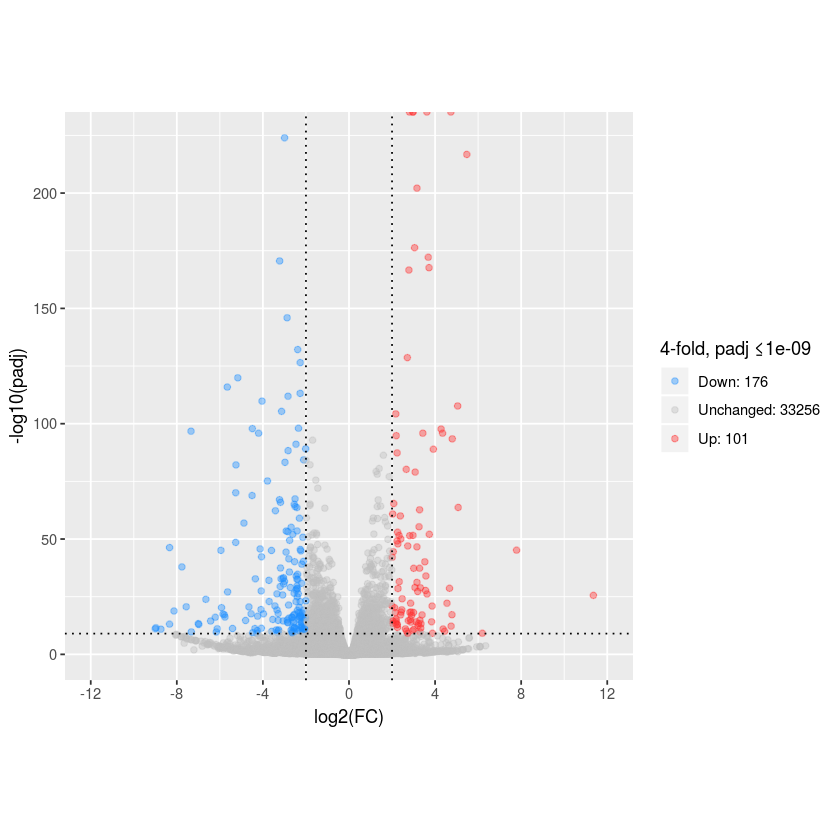 200
150
100
50
0
-log10(padj)
-12 -8 -4 0 4 8 12
log2(FC)
4-fold, padj ≤1e-09
Down: 176
Unchanged: 33256
Up: 101